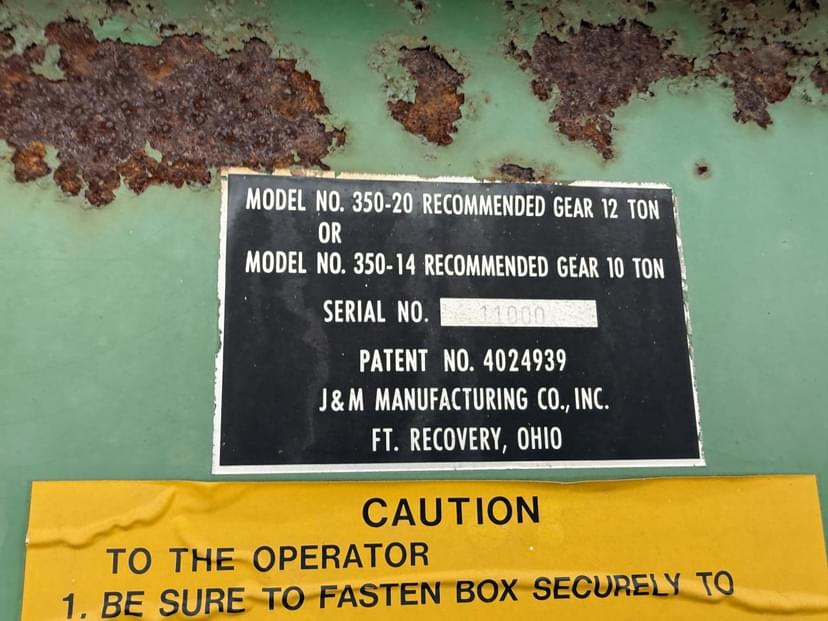 MODEL NO. 350-20 RECOMMENDED GEAR 12 TON
OR
MODEL NO. 350-14 RECOMMENDED GEAR 10 TON
SERIAL NO. 11000
PATENT NO. 4024939
J&M MANUFACTURING CO., INC.
FT. RECOVERY, OHIO
CAUTION
TO THE OPERATOR
1. BE SURE TO FASTEN BOX SECURELY TO